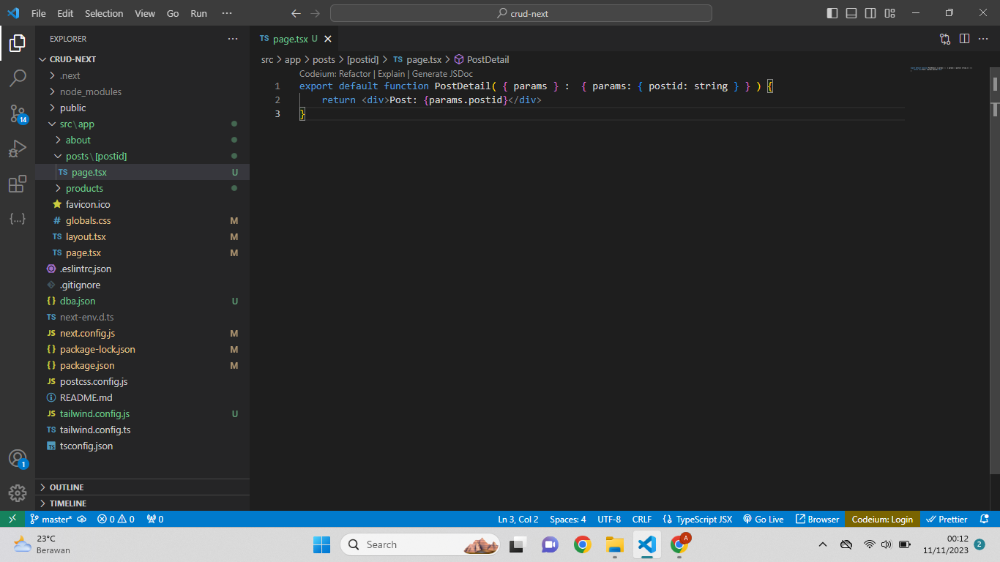 File Edit Selection View Go Run ···
crud-next
EXPLORER ···
CRUD-NEXT
.next
node_modules
public
14
src\app
about
posts\[postid]
TS page.tsx U
products
favicon.ico
{...}
# globals.css M
TS layout.tsx M
TS page.tsx M
.eslintrc.json
.gitignore
{} dba.json U
TS next-env.d.ts
JS next.config.js M
{} package-lock.json M
{} package.json M
JS postcss.config.js
README.md
JS tailwind.config.js U
TS tailwind.config.ts
TS tsconfig.json
1
OUTLINE
TIMELINE
TS page.tsx U
···
src > app > posts > [postid] > TS page.tsx > PostDetail
Codeium: Refactor | Explain | Generate JSDoc
1 export default function PostDetail( { params } :  { params: { postid: string } } ) {
2     return <div>Post: {params.postid}</div>
3 }
master* 0 0 0 Ln 3, Col 2 Spaces: 4 UTF-8 CRLF {} TypeScript JSX Go Live Browser Codeium: Login Prettier
23°C
Berawan
Search
A
00:12
11/11/2023
2